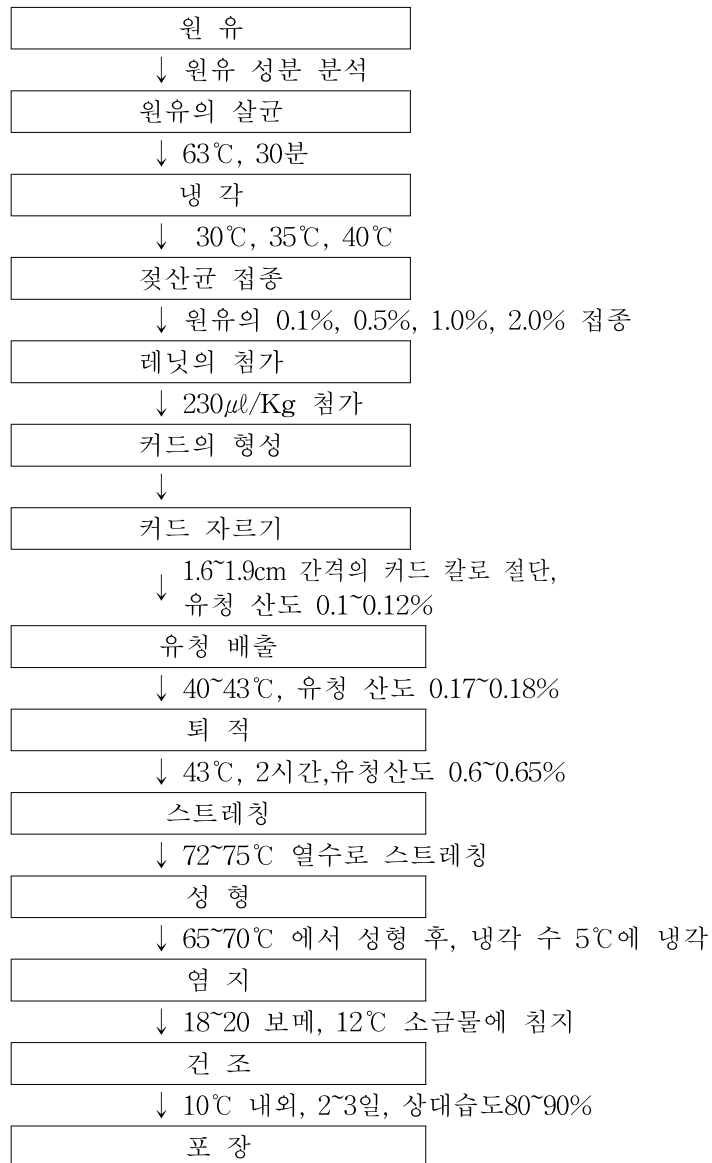 원 유
↓ 원유 성분 분석
원유의 살균
↓ 63℃, 30분
냉 각
↓ 30℃, 35℃, 40℃
젖산균 접종
↓ 원유의 0.1%, 0.5%, 1.0%, 2.0% 접종
레닛의 첨가
↓ 230㎕/Kg 첨가
커드의 형성
↓
커드 자르기
↓ 1.6~1.9cm 간격의 커드 칼로 절단,
유청 산도 0.1~0.12%
유청 배출
↓ 40~43℃, 유청 산도 0.17~0.18%
퇴 적
↓ 43℃, 2시간,유청산도 0.6~0.65%
스트레칭
↓ 72~75℃ 열수로 스트레칭
성 형
↓ 65~70℃ 에서 성형 후, 냉각 수 5℃에 냉각
염 지
↓ 18~20 보메, 12℃ 소금물에 침지
건 조
↓ 10℃ 내외, 2~3일, 상대습도80~90%
포 장